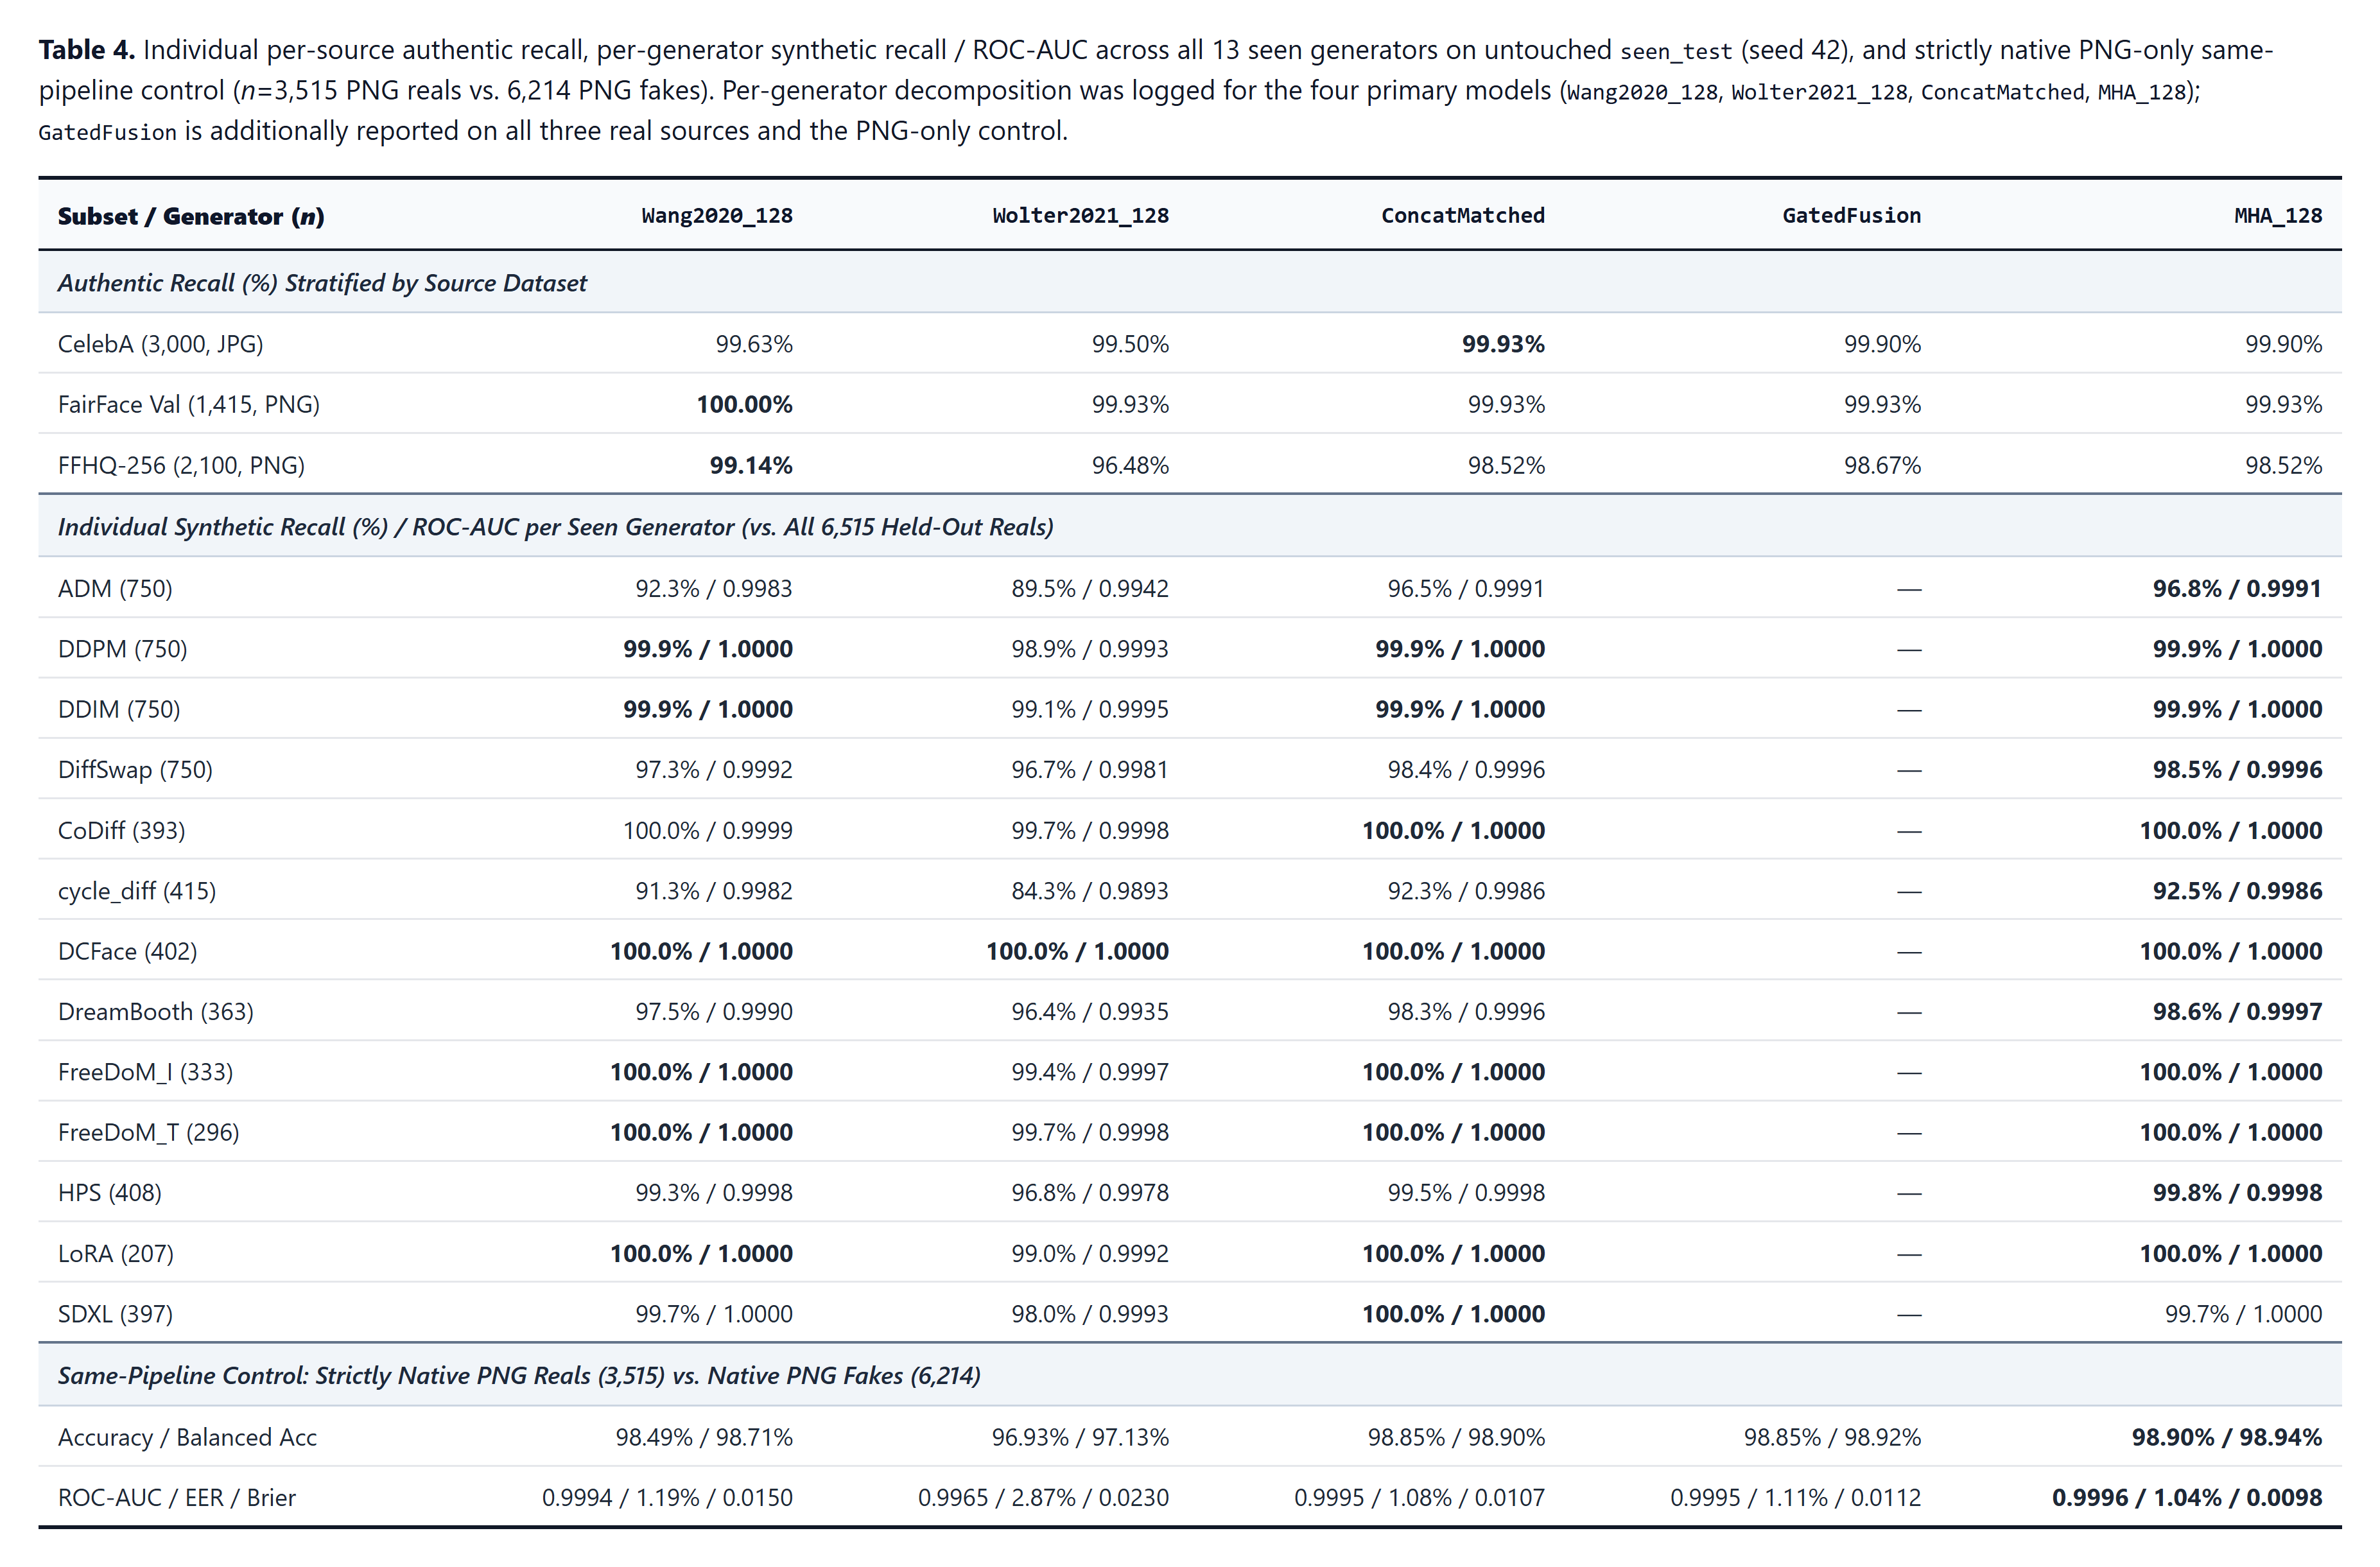 Table 4. Individual per-source authentic recall, per-generator synthetic recall / ROC-AUC across all 13 seen generators on untouched seen_test (seed 42), and strictly native PNG-only same-
pipeline control (n=3,515 PNG reals vs. 6,214 PNG fakes). Per-generator decomposition was logged for the four primary models (Wang2020_128, Wolter2021_128, ConcatMatched, MHA_128);
GatedFusion is additionally reported on all three real sources and the PNG-only control.
Subset / Generator (n) Wang2020_128 Wolter2021_128 ConcatMatched GatedFusion MHA_128
Authentic Recall (%) Stratified by Source Dataset
CelebA (3,000, JPG) 99.63% 99.50% 99.93% 99.90% 99.90%
FairFace Val (1,415, PNG) 100.00% 99.93% 99.93% 99.93% 99.93%
FFHQ-256 (2,100, PNG) 99.14% 96.48% 98.52% 98.67% 98.52%
Individual Synthetic Recall (%) / ROC-AUC per Seen Generator (vs. All 6,515 Held-Out Reals)
ADM (750) 92.3% / 0.9983 89.5% / 0.9942 96.5% / 0.9991 — 96.8% / 0.9991
DDPM (750) 99.9% / 1.0000 98.9% / 0.9993 99.9% / 1.0000 — 99.9% / 1.0000
DDIM (750) 99.9% / 1.0000 99.1% / 0.9995 99.9% / 1.0000 — 99.9% / 1.0000
DiffSwap (750) 97.3% / 0.9992 96.7% / 0.9981 98.4% / 0.9996 — 98.5% / 0.9996
CoDiff (393) 100.0% / 0.9999 99.7% / 0.9998 100.0% / 1.0000 — 100.0% / 1.0000
cycle_diff (415) 91.3% / 0.9982 84.3% / 0.9893 92.3% / 0.9986 — 92.5% / 0.9986
DCFace (402) 100.0% / 1.0000 100.0% / 1.0000 100.0% / 1.0000 — 100.0% / 1.0000
DreamBooth (363) 97.5% / 0.9990 96.4% / 0.9935 98.3% / 0.9996 — 98.6% / 0.9997
FreeDoM_I (333) 100.0% / 1.0000 99.4% / 0.9997 100.0% / 1.0000 — 100.0% / 1.0000
FreeDoM_T (296) 100.0% / 1.0000 99.7% / 0.9998 100.0% / 1.0000 — 100.0% / 1.0000
HPS (408) 99.3% / 0.9998 96.8% / 0.9978 99.5% / 0.9998 — 99.8% / 0.9998
LoRA (207) 100.0% / 1.0000 99.0% / 0.9992 100.0% / 1.0000 — 100.0% / 1.0000
SDXL (397) 99.7% / 1.0000 98.0% / 0.9993 100.0% / 1.0000 — 99.7% / 1.0000
Same-Pipeline Control: Strictly Native PNG Reals (3,515) vs. Native PNG Fakes (6,214)
Accuracy / Balanced Acc 98.49% / 98.71% 96.93% / 97.13% 98.85% / 98.90% 98.85% / 98.92% 98.90% / 98.94%
ROC-AUC / EER / Brier 0.9994 / 1.19% / 0.0150 0.9965 / 2.87% / 0.0230 0.9995 / 1.08% / 0.0107 0.9995 / 1.11% / 0.0112 0.9996 / 1.04% / 0.0098